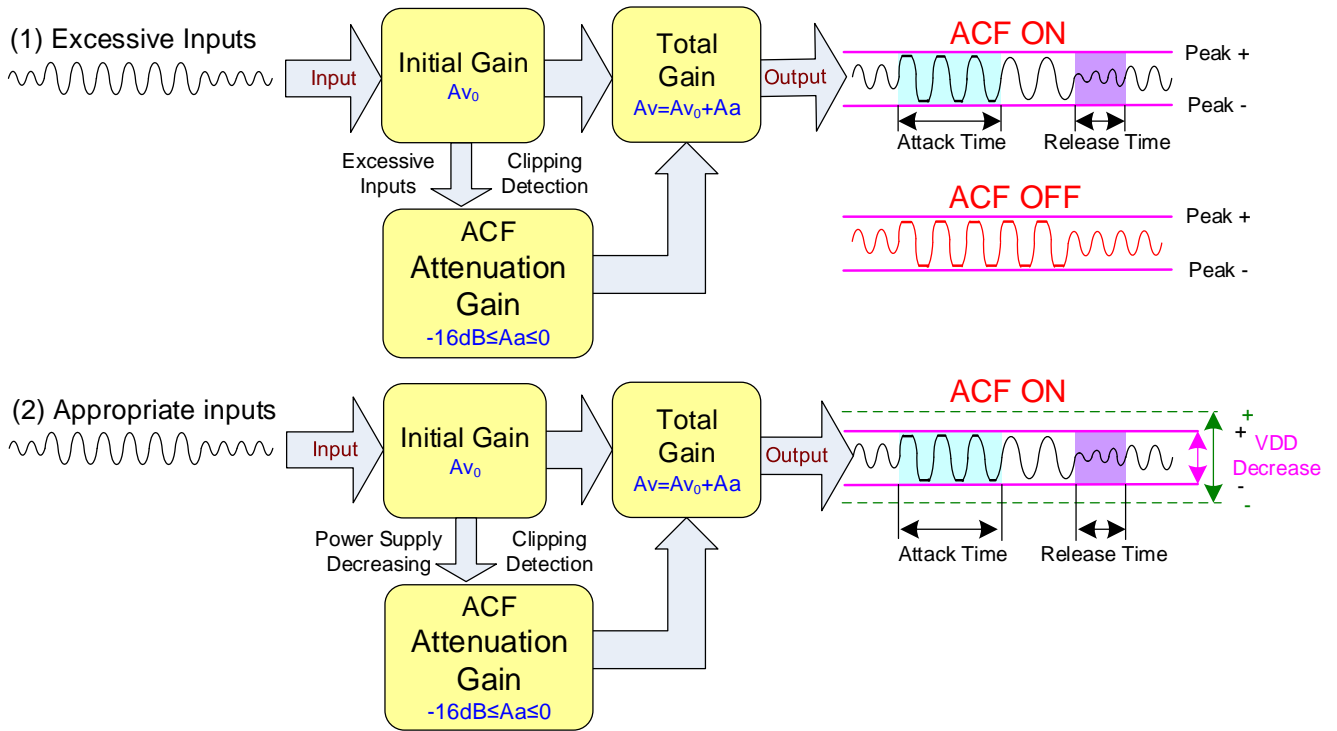 (1) Excessive Inputs
Input
Initial Gain
Av₀
Total
Gain
Av=Av₀+Aa
Output
Excessive
Inputs
Clipping
Detection
ACF
Attenuation
Gain
-16dB≤Aa≤0
ACF ON
Peak +
Peak -
Attack Time
Release Time
ACF OFF
Peak +
Peak -
(2) Appropriate inputs
Input
Initial Gain
Av₀
Total
Gain
Av=Av₀+Aa
Output
Power Supply
Decreasing
Clipping
Detection
ACF
Attenuation
Gain
-16dB≤Aa≤0
ACF ON
+
+
VDD
Decrease
-
-
Attack Time
Release Time